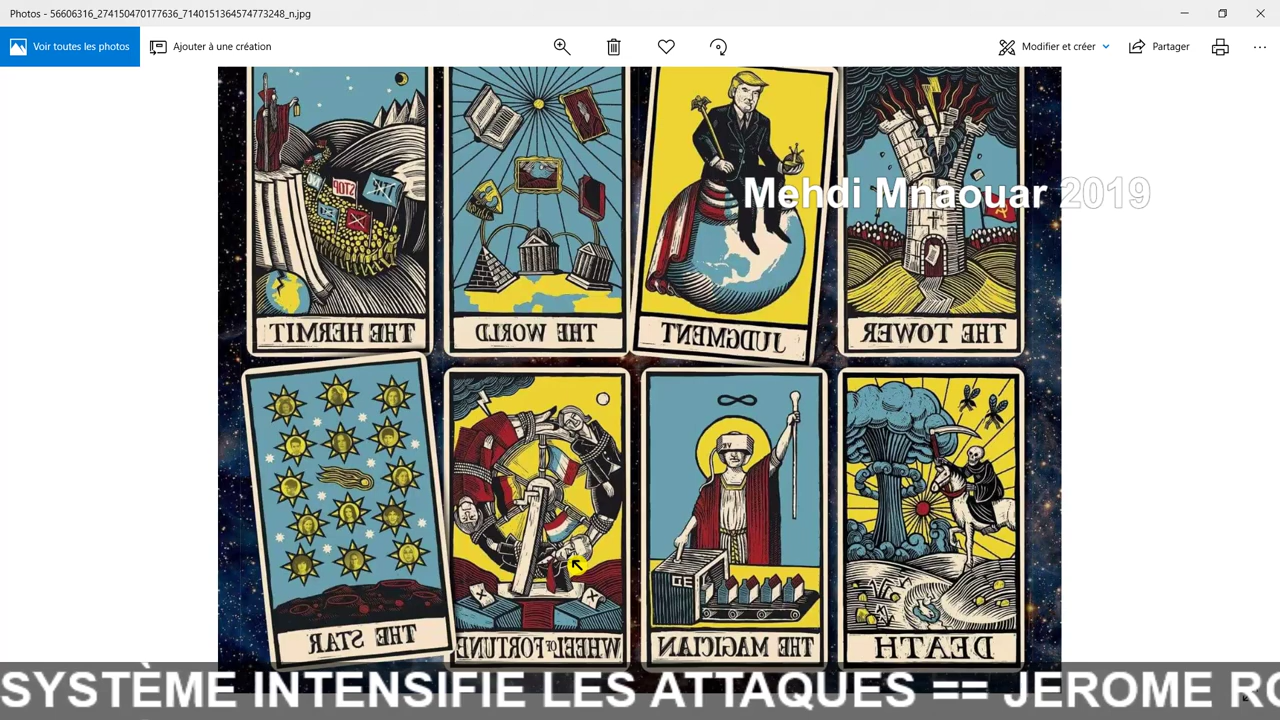 Photos - 56606316_274150470177636_7140151364574773248_n.jpg
Voir toutes les photos
Ajouter à une création
Modifier et créer
Partager
STOP
Mehdi Mnaouar 2019
THE HERMIT
THE WORLD
JUDGMENT
THE TOWER
GE
THE STAR
WHEEL OF FORTUNE
THE MAGICIAN
DEATH
SYSTÈME INTENSIFIE LES ATTAQUES == JEROME RO